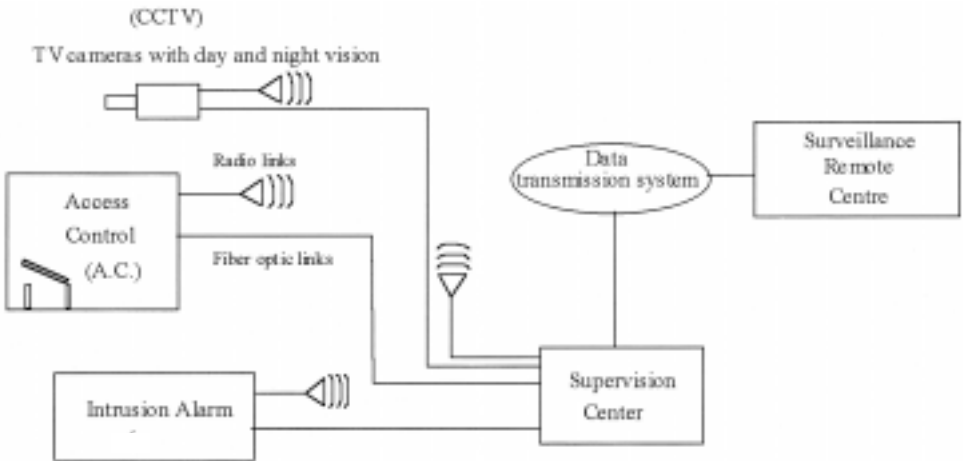 (CCTV)
TV cameras with day and night vision
Radio links
Access
Control
(A.C.)
Fiber optic links
Intrusion Alarm
Data
transmission system
Surveillance
Remote
Centre
Supervision
Center